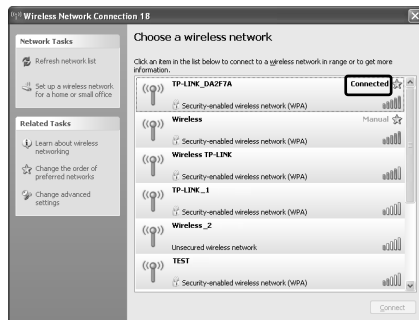 Wireless Network Connection 18
Network Tasks
Refresh network list
Set up a wireless network
for a home or small office
Related Tasks
Learn about wireless
networking
Change the order of
preferred networks
Change advanced
settings
Choose a wireless network
Click an item in the list below to connect to a wireless network in range or to get more
information.
TP-LINK_DA2F7A Connected
Security-enabled wireless network (WPA)
Wireless Manual
Security-enabled wireless network (WPA)
Wireless TP-LINK
Security-enabled wireless network (WPA)
TP-LINK_1
Security-enabled wireless network (WPA)
Wireless_2
Unsecured wireless network
TEST
Security-enabled wireless network (WPA)
Connect